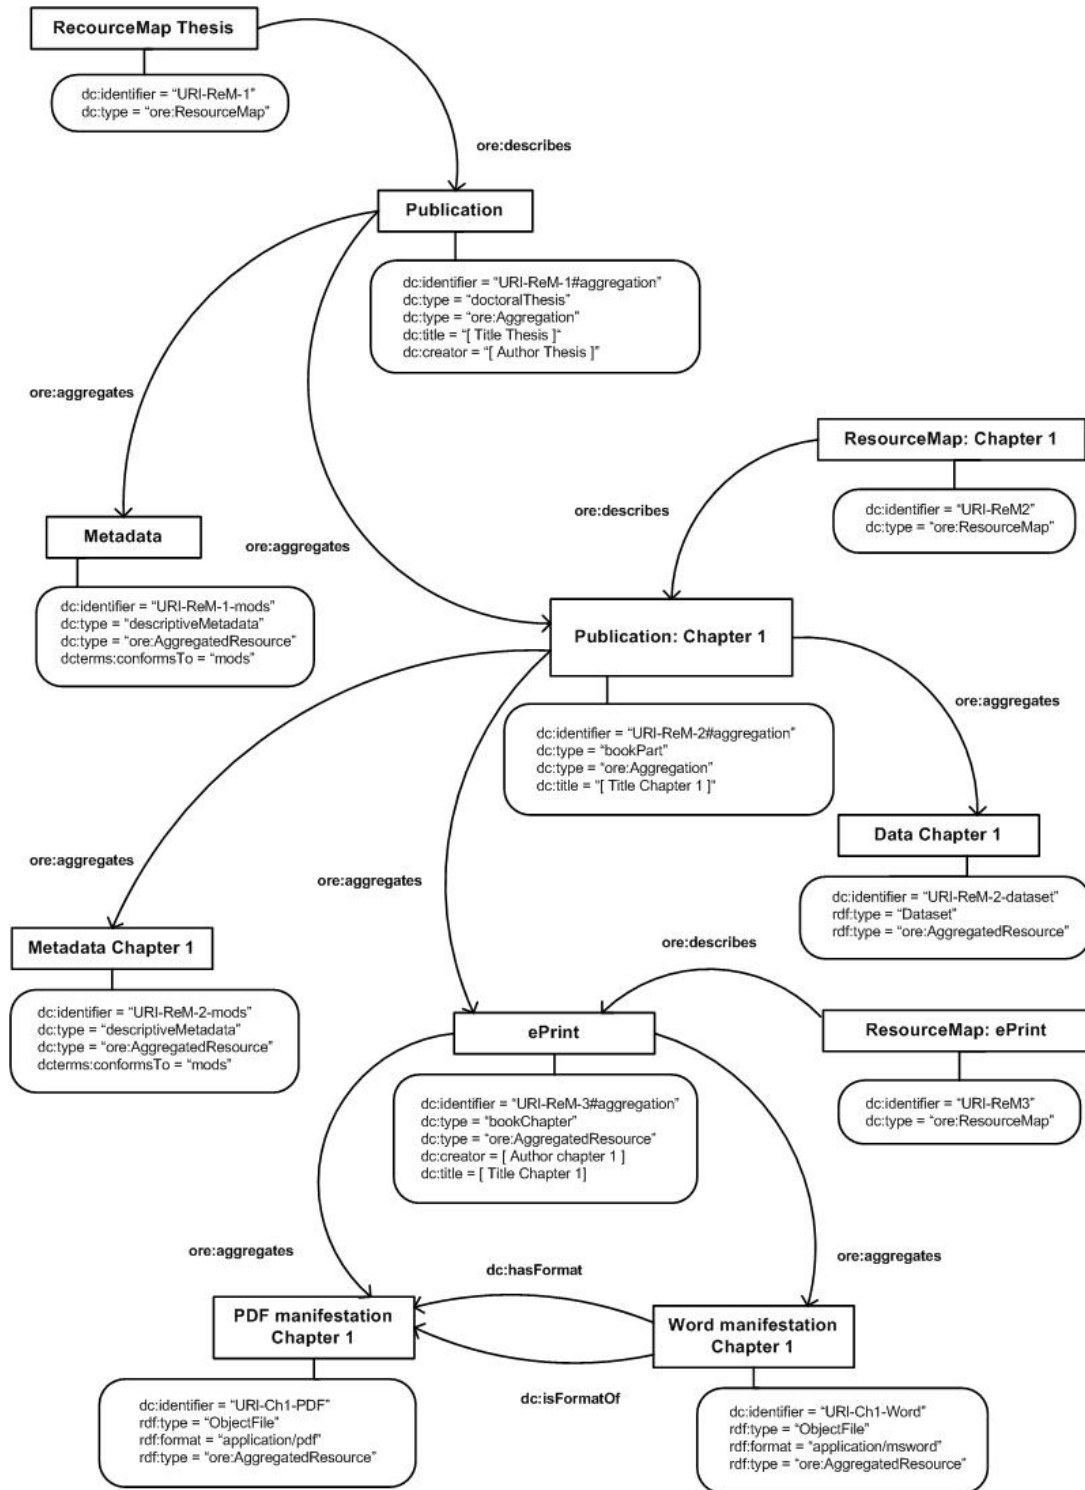 RecourceMap Thesis
dc:identifier = “URI-ReM-1”
dc:type = “ore:ResourceMap”
ore:describes
Publication
dc:identifier = “URI-ReM-1#aggregation”
dc:type = “doctoralThesis”
dc:type = “ore:Aggregation”
dc:title = “[ Title Thesis ]“
dc:creator = “[ Author Thesis ]”
ore:aggregates
ResourceMap: Chapter 1
dc:identifier = “URI-ReM2”
dc:type = “ore:ResourceMap”
ore:describes
Metadata
ore:aggregates
dc:identifier = “URI-ReM-1-mods”
dc:type = “descriptiveMetadata”
dc:type = “ore:AggregatedResource”
dcterms:conformsTo = “mods”
Publication: Chapter 1
ore:aggregates
dc:identifier = “URI-ReM-2#aggregation”
dc:type = “bookPart”
dc:type = “ore:Aggregation”
dc:title = "[ Title Chapter 1 ]"
Data Chapter 1
ore:aggregates
ore:aggregates
dc:identifier = “URI-ReM-2-dataset”
rdf:type = “Dataset”
rdf:type = “ore:AggregatedResource”
Metadata Chapter 1
ore:describes
dc:identifier = “URI-ReM-2-mods”
dc:type = “descriptiveMetadata”
dc:type = “ore:AggregatedResource”
dcterms:conformsTo = “mods”
ePrint
ResourceMap: ePrint
dc:identifier = “URI-ReM-3#aggregation”
dc:type = “bookChapter”
dc:type = “ore:AggregatedResource”
dc:creator = [ Author chapter 1 ]
dc:title = [ Title Chapter 1]
dc:identifier = “URI-ReM3”
dc:type = “ore:ResourceMap”
ore:aggregates
dc:hasFormat
ore:aggregates
PDF manifestation
Chapter 1
Word manifestation
Chapter 1
dc:isFormatOf
dc:identifier = “URI-Ch1-PDF”
rdf:type = “ObjectFile”
rdf:format = “application/pdf”
rdf:type = “ore:AggregatedResource”
dc:identifier = “URI-Ch1-Word”
rdf:type = “ObjectFile”
rdf:format = “application/msword”
rdf:type = “ore:AggregatedResource”